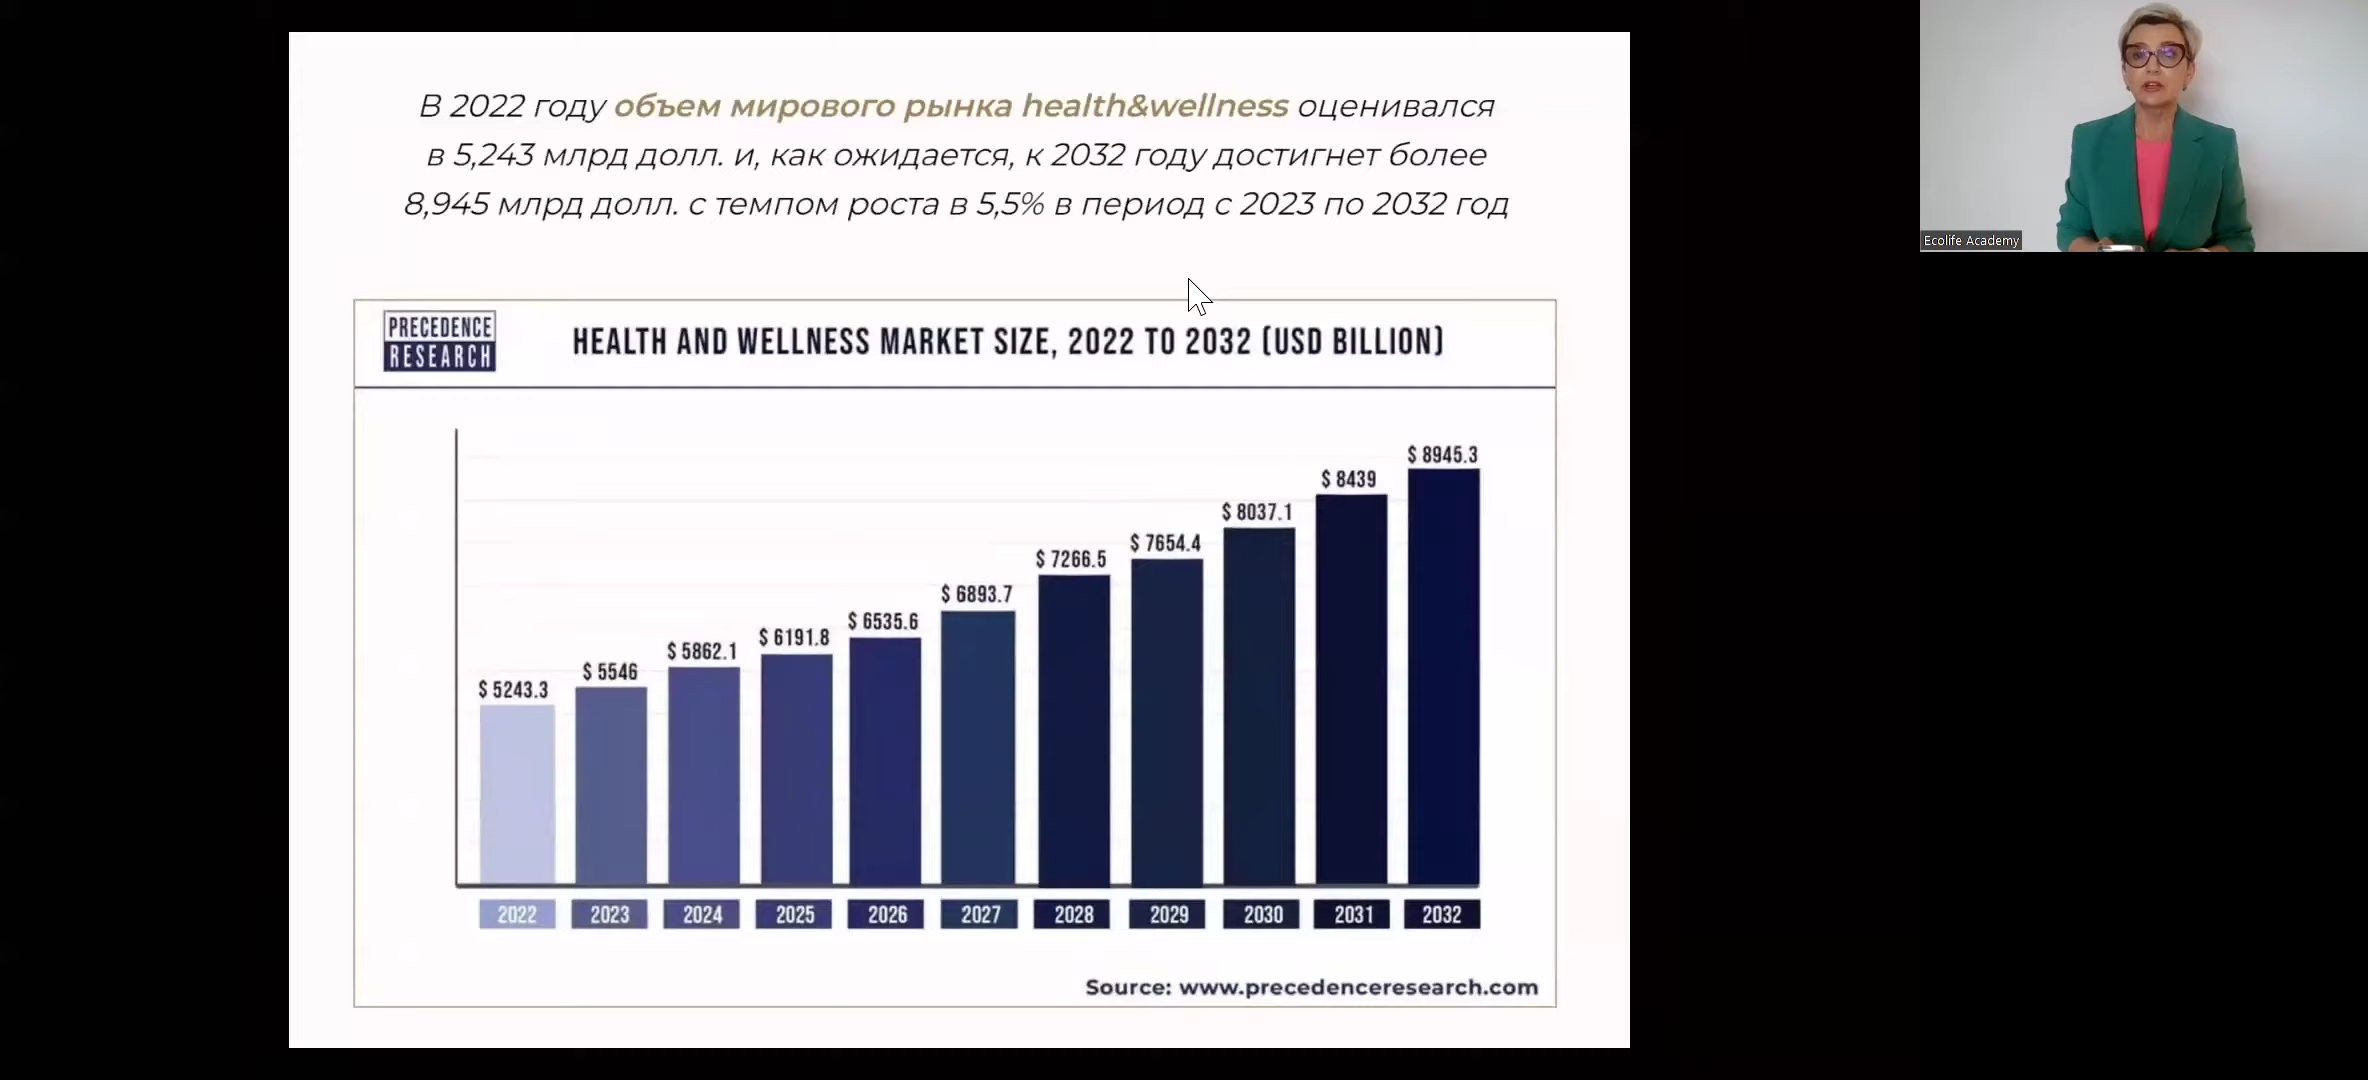 В 2022 году объем мирового рынка health&wellness оценивался
в 5,243 млрд долл. и, как ожидается, к 2032 году достигнет более
8,945 млрд долл. с темпом роста в 5,5% в период с 2023 по 2032 год
Ecolife Academy
PRECEDENCE
RESEARCH
HEALTH AND WELLNESS MARKET SIZE, 2022 TO 2032 (USD BILLION)
$ 5243.3
$ 5546
$ 5862.1
$ 6191.8
$ 6535.6
$ 6893.7
$ 7266.5
$ 7654.4
$ 8037.1
$ 8439
$ 8945.3
2022 2023 2024 2025 2026 2027 2028 2029 2030 2031 2032
Source: www.precedenceresearch.com